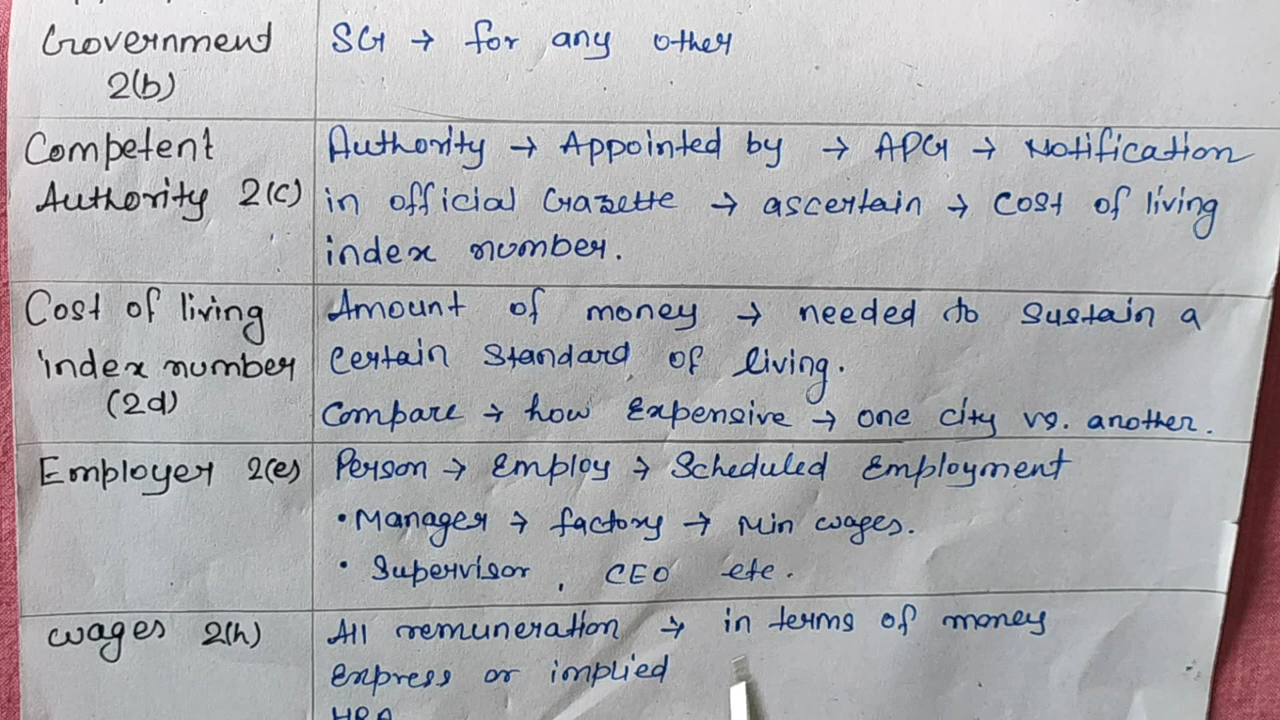 Government SG → for any other
2(b)
Competent Authority → Appointed by → APG → Notification
Authority 2(c) in official Gazette → ascertain → Cost of living
index number.
Cost of living Amount of money → needed to sustain a
index number certain standard of living.
(2d)
Compare → how Expensive → one city vs. another.
Employer 2(e) Person → Employ → Scheduled Employment
• Manager → factory → Min wages.
• Supervisor, CEO etc.
wages 2(h) All remuneration → in terms of money
Express or implied
HRA